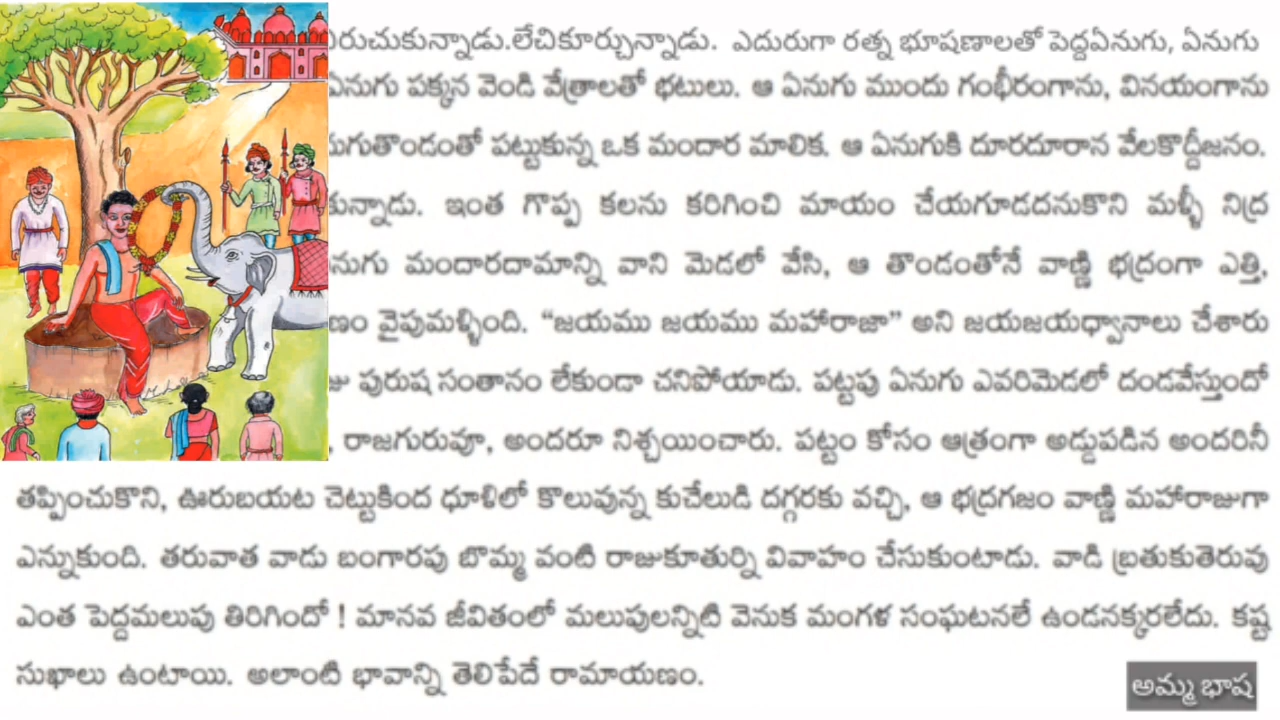 రుచుకున్నాడు.లేచికూర్చున్నాడు. ఎదురుగా రత్న భూషణాలతో పెద్దఏనుగు, ఏనుగు
ఏనుగు పక్కన వెండి వేత్రాలతో భటులు. ఆ ఏనుగు ముందు గంభీరంగాను, వినయంగాను
నుగుతొండంతో పట్టుకున్న ఒక మందార మాలిక. ఆ ఏనుగుకి దూరదూరాన వేలకొద్దీజనం.
కున్నాడు. ఇంత గొప్ప కలను కరిగించి మాయం చేయగూడదనుకొని మళ్ళీ నిద్ర
నుగు మందారదామాన్ని వాని మెడలో వేసి, ఆ తొండంతోనే వాణ్ణి భద్రంగా ఎత్తి,
ణం వైపుమళ్ళింది. “జయము జయము మహారాజా” అని జయజయధ్వానాలు చేశారు
జు పురుష సంతానం లేకుండా చనిపోయాడు. పట్టపు ఏనుగు ఎవరిమెడలో దండవేస్తుందో
, రాజగురువూ, అందరూ నిశ్చయించారు. పట్టం కోసం ఆత్రంగా అడ్డుపడిన అందరినీ
తప్పించుకొని, ఊరుబయట చెట్టుకింద ధూళిలో కొలువున్న కుచేలుడి దగ్గరకు వచ్చి, ఆ భద్రగజం వాణ్ణి మహారాజుగా
ఎన్నుకుంది. తరువాత వాడు బంగారపు బొమ్మ వంటి రాజుకూతుర్ని వివాహం చేసుకుంటాడు. వాడి బ్రతుకుతెరువు
ఎంత పెద్దమలుపు తిరిగిందో ! మానవ జీవితంలో మలుపులన్నిటి వెనుక మంగళ సంఘటనలే ఉండనక్కరలేదు. కష్ట
సుఖాలు ఉంటాయి. అలాంటి భావాన్ని తెలిపేదే రామాయణం.
అమ్మ భాష